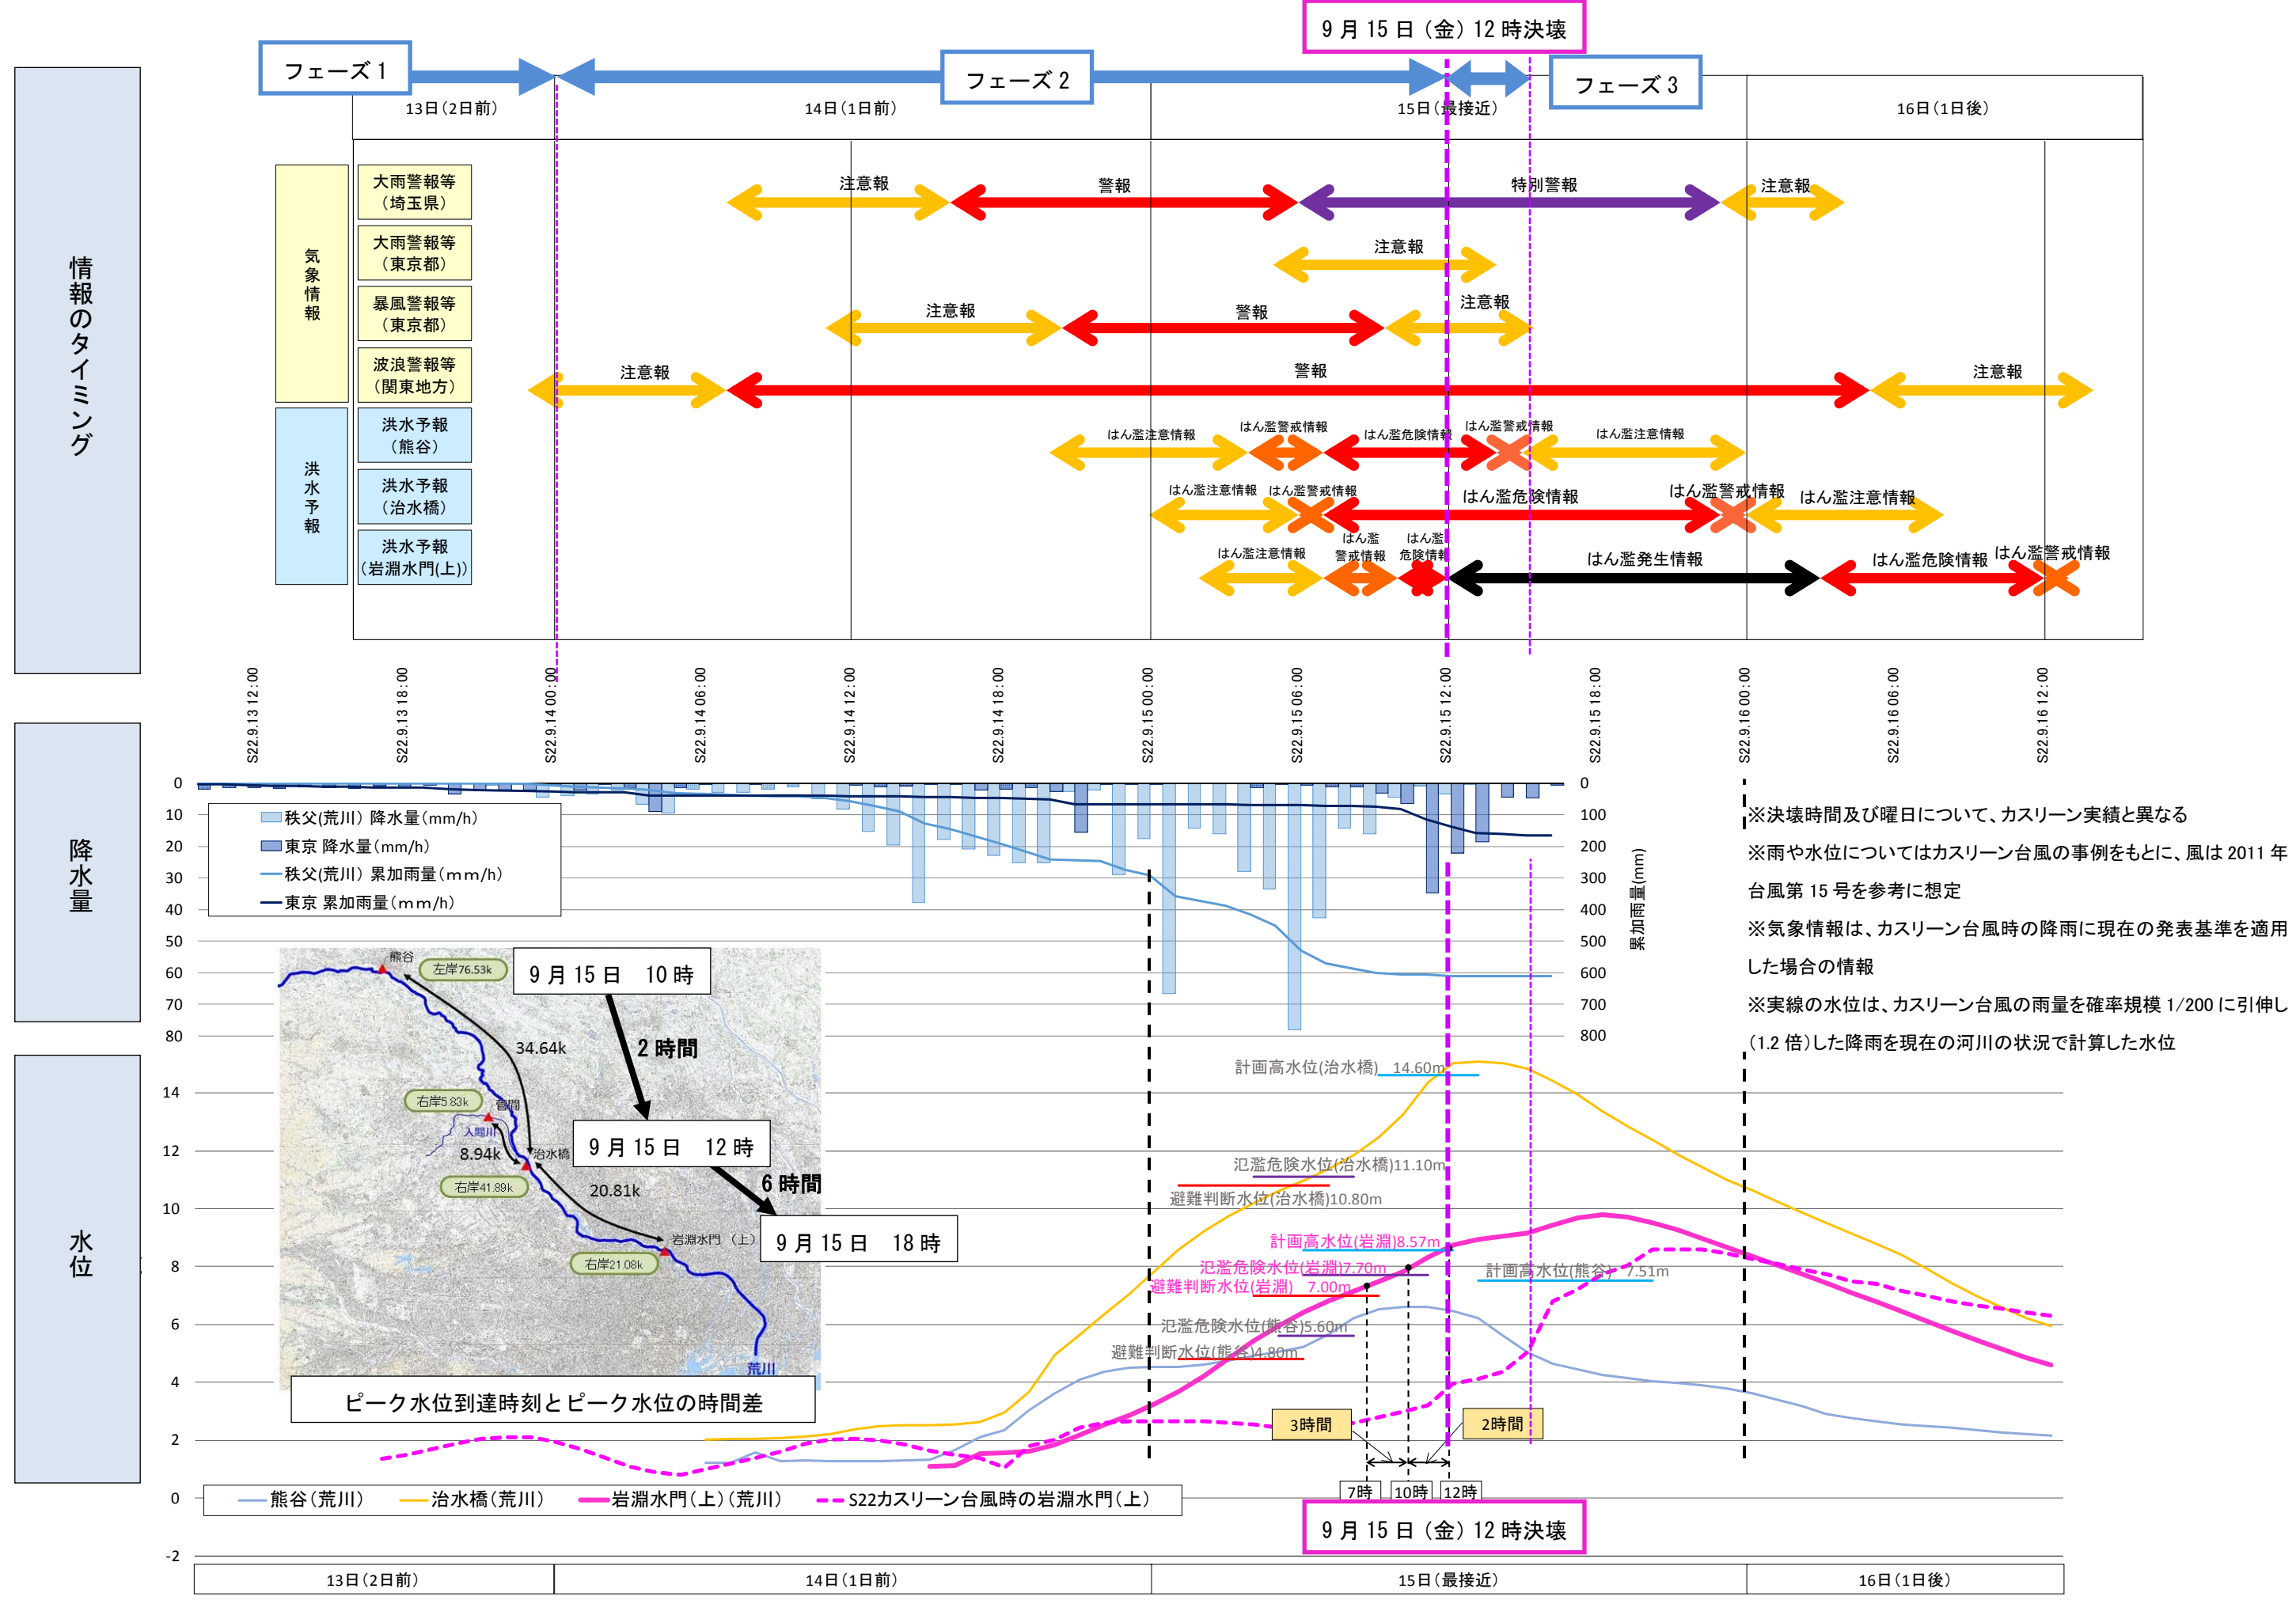 9月15日（金）12時決壊
フェーズ1
フェーズ2
フェーズ3
13日（2日前）
14日（1日前）
15日（最接近）
16日（1日後）
情報のタイミング
気象情報
大雨警報等
（埼玉県）
注意報
警報
特別警報
注意報
大雨警報等
（東京都）
注意報
暴風警報等
（東京都）
注意報
警報
注意報
波浪警報等
（関東地方）
注意報
警報
注意報
洪水予報
洪水予報
（熊谷）
はん濫注意情報
はん濫警戒情報
はん濫危険情報
はん濫警戒情報
はん濫注意情報
洪水予報
（治水橋）
はん濫注意情報
はん濫警戒情報
はん濫危険情報
はん濫警戒情報
はん濫注意情報
洪水予報
（岩淵水門(上)）
はん濫注意情報
はん濫
警戒情報
はん濫
危険情報
はん濫発生情報
はん濫危険情報
はん濫警戒情報
S22.9.13 12:00
S22.9.13 18:00
S22.9.14 00:00
S22.9.14 06:00
S22.9.14 12:00
S22.9.14 18:00
S22.9.15 00:00
S22.9.15 06:00
S22.9.15 12:00
S22.9.15 18:00
S22.9.16 00:00
S22.9.16 06:00
S22.9.16 12:00
降水量
0
10
20
30
40
50
60
70
80
秩父(荒川) 降水量(mm/h)
東京 降水量(mm/h)
秩父(荒川) 累加雨量(mm/h)
東京 累加雨量(mm/h)
0
100
200
300
400
500
600
700
800
累加雨量(mm)
※決壊時間及び曜日について、カスリーン実績と異なる
※雨や水位についてはカスリーン台風の事例をもとに、風は2011年
台風第15号を参考に想定
※気象情報は、カスリーン台風時の降雨に現在の発表基準を適用
した場合の情報
※実線の水位は、カスリーン台風の雨量を確率規模1/200に引伸し
（1.2倍）した降雨を現在の河川の状況で計算した水位
熊谷
左岸76.53k
9月15日　10時
34.64k
2時間
右岸5.83k
菅間
入間川
8.94k
治水橋
9月15日　12時
右岸41.89k
20.81k
6時間
岩淵水門（上）
9月15日　18時
右岸21.08k
荒川
ピーク水位到達時刻とピーク水位の時間差
水位
14
12
10
8
6
4
2
0
-2
計画高水位(治水橋)　14.60m
氾濫危険水位(治水橋)11.10m
避難判断水位(治水橋)10.80m
計画高水位(岩淵)8.57m
氾濫危険水位(岩淵)7.70m
避難判断水位(岩淵)　7.00m
計画高水位(熊谷)　7.51m
氾濫危険水位(熊谷)5.60m
避難判断水位(熊谷)4.80m
3時間
2時間
7時
10時
12時
熊谷(荒川)
治水橋(荒川)
岩淵水門(上)(荒川)
S22カスリーン台風時の岩淵水門(上)
9月15日（金）12時決壊
13日（2日前）
14日（1日前）
15日（最接近）
16日（1日後）